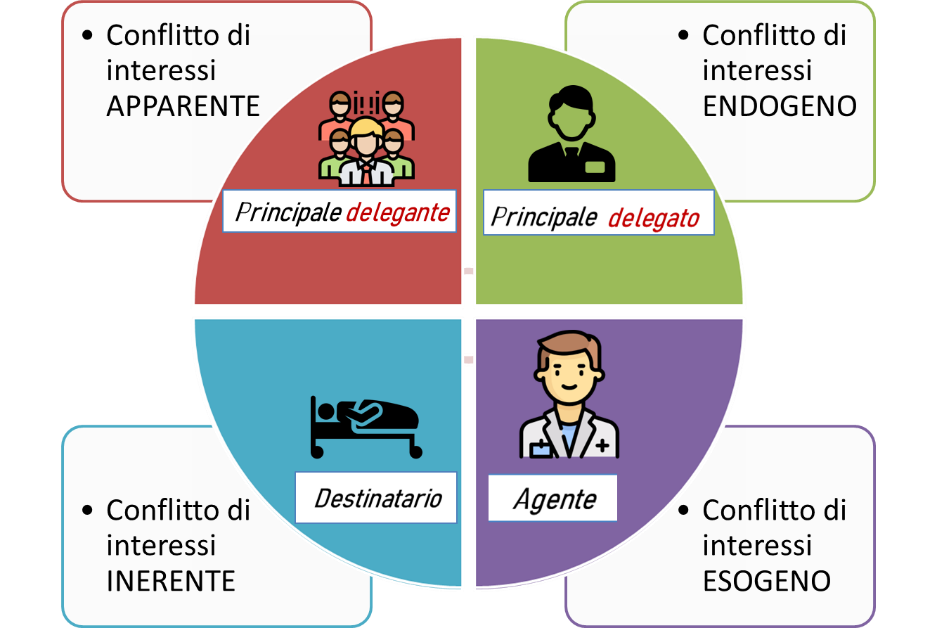 • Conflitto di
interessi
APPARENTE
• Conflitto di
interessi
ENDOGENO
Principale delegante
Principale delegato
Destinatario
Agente
• Conflitto di
interessi
INERENTE
• Conflitto di
interessi
ESOGENO